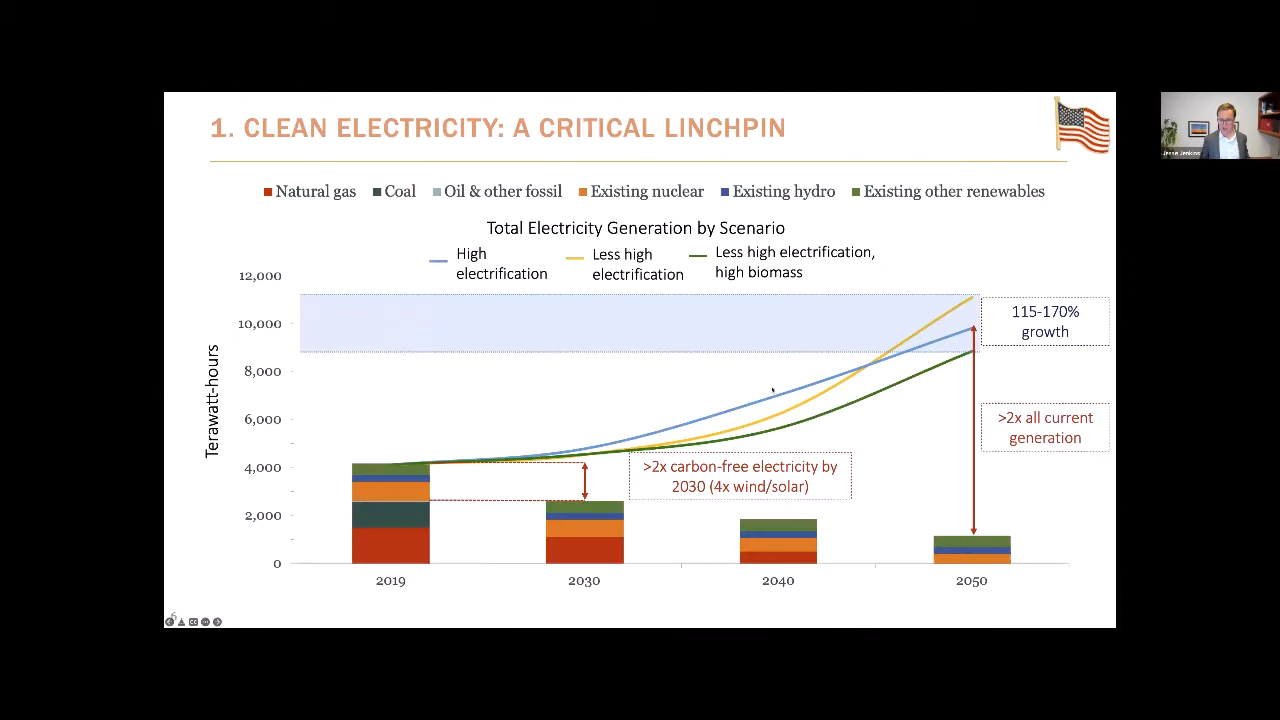 1. CLEAN ELECTRICITY: A CRITICAL LINCHPIN
Natural gas Coal Oil & other fossil Existing nuclear Existing hydro Existing other renewables
Total Electricity Generation by Scenario
High
electrification
Less high
electrification
Less high electrification,
high biomass
Terawatt-hours
12,000
10,000
8,000
6,000
4,000
2,000
0
115-170%
growth
>2x all current
generation
>2x carbon-free electricity by
2030 (4x wind/solar)
2019 2030 2040 2050
6
Jesse Jenkins